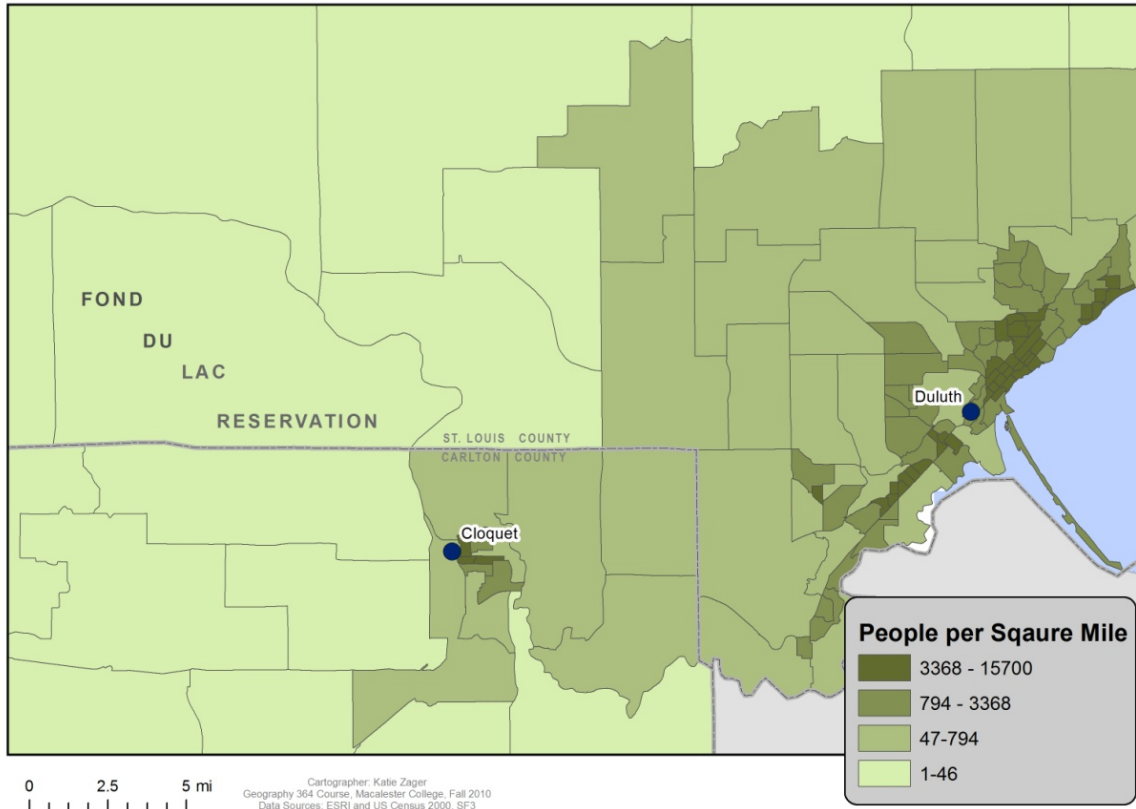 FOND
DU
LAC
RESERVATION
ST. LOUIS COUNTY
CARLTON COUNTY
Duluth
Cloquet
People per Sqaure Mile
3368 - 15700
794 - 3368
47-794
1-46
0 2.5 5 mi
Cartographer: Katie Zager
Geography 364 Course, Macalester College, Fall 2010
Data Sources: ESRI and US Census 2000, SF3